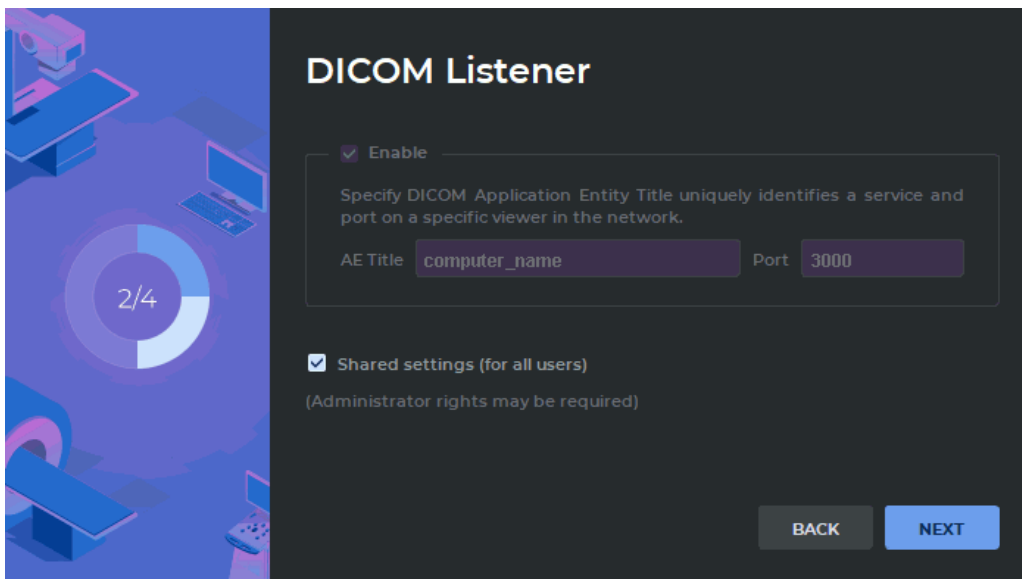 DICOM Listener
Enable
Specify DICOM Application Entity Title uniquely identifies a service and
port on a specific viewer in the network.
AE Title computer_name Port 3000
2/4
Shared settings (for all users)
(Administrator rights may be required)
BACK NEXT